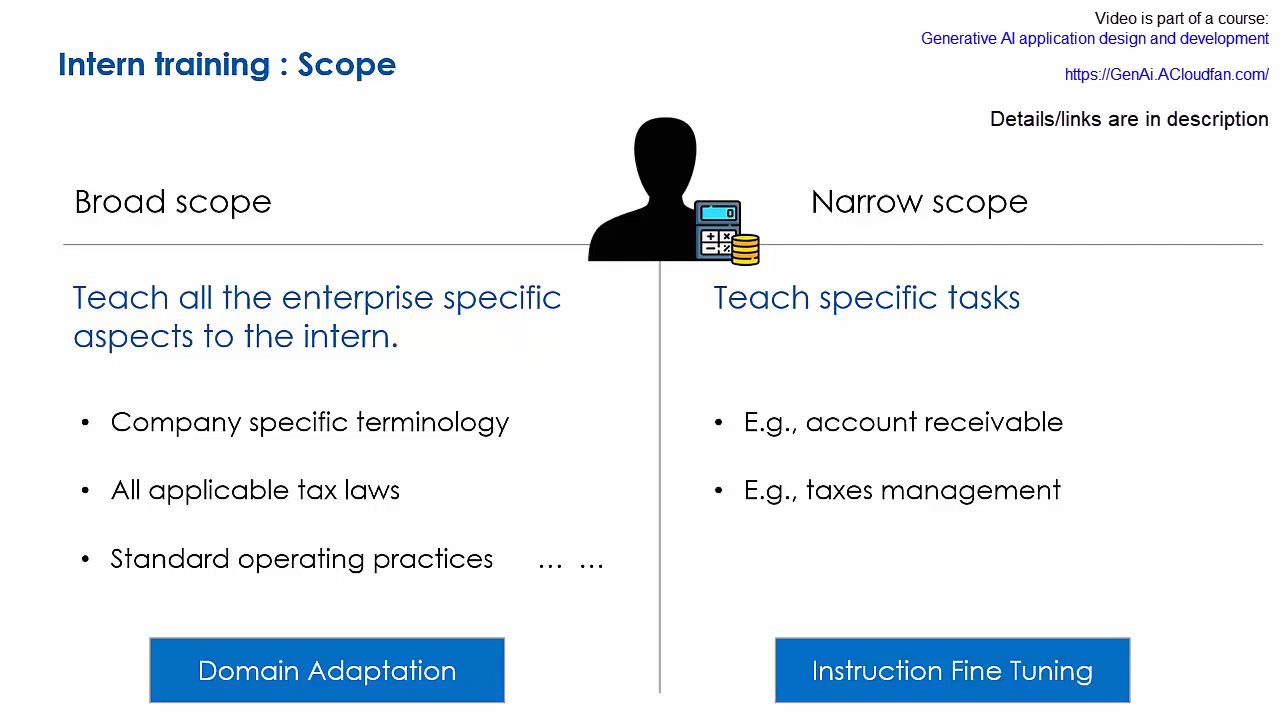 Video is part of a course:
Generative AI application design and development
https://GenAi.ACloudfan.com/
Details/links are in description
Intern training : Scope
Broad scope
Teach all the enterprise specific
aspects to the intern.
• Company specific terminology
• All applicable tax laws
• Standard operating practices ... ...
Domain Adaptation
Narrow scope
Teach specific tasks
• E.g., account receivable
• E.g., taxes management
Instruction Fine Tuning